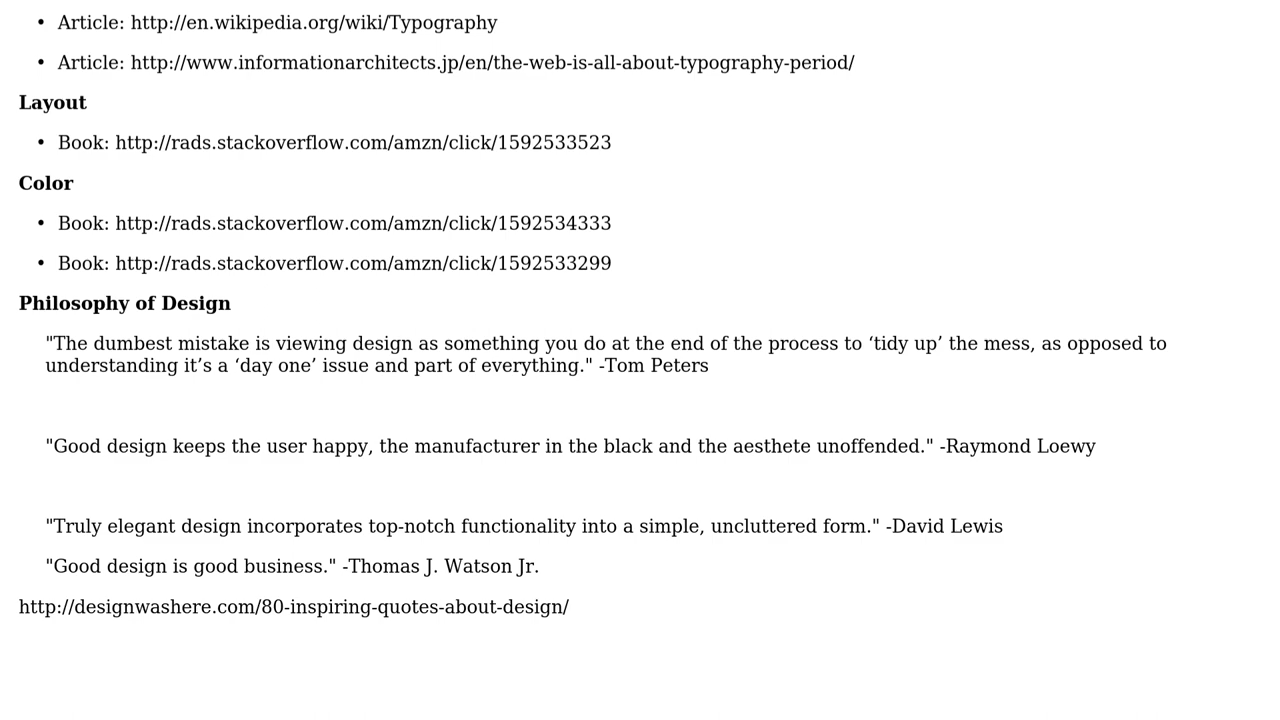 • Article: http://en.wikipedia.org/wiki/Typography
• Article: http://www.informationarchitects.jp/en/the-web-is-all-about-typography-period/
Layout
• Book: http://rads.stackoverflow.com/amzn/click/1592533523
Color
• Book: http://rads.stackoverflow.com/amzn/click/1592534333
• Book: http://rads.stackoverflow.com/amzn/click/1592533299
Philosophy of Design
"The dumbest mistake is viewing design as something you do at the end of the process to ‘tidy up’ the mess, as opposed to
understanding it’s a ‘day one’ issue and part of everything." -Tom Peters
"Good design keeps the user happy, the manufacturer in the black and the aesthete unoffended." -Raymond Loewy
"Truly elegant design incorporates top-notch functionality into a simple, uncluttered form." -David Lewis
"Good design is good business." -Thomas J. Watson Jr.
http://designwashere.com/80-inspiring-quotes-about-design/